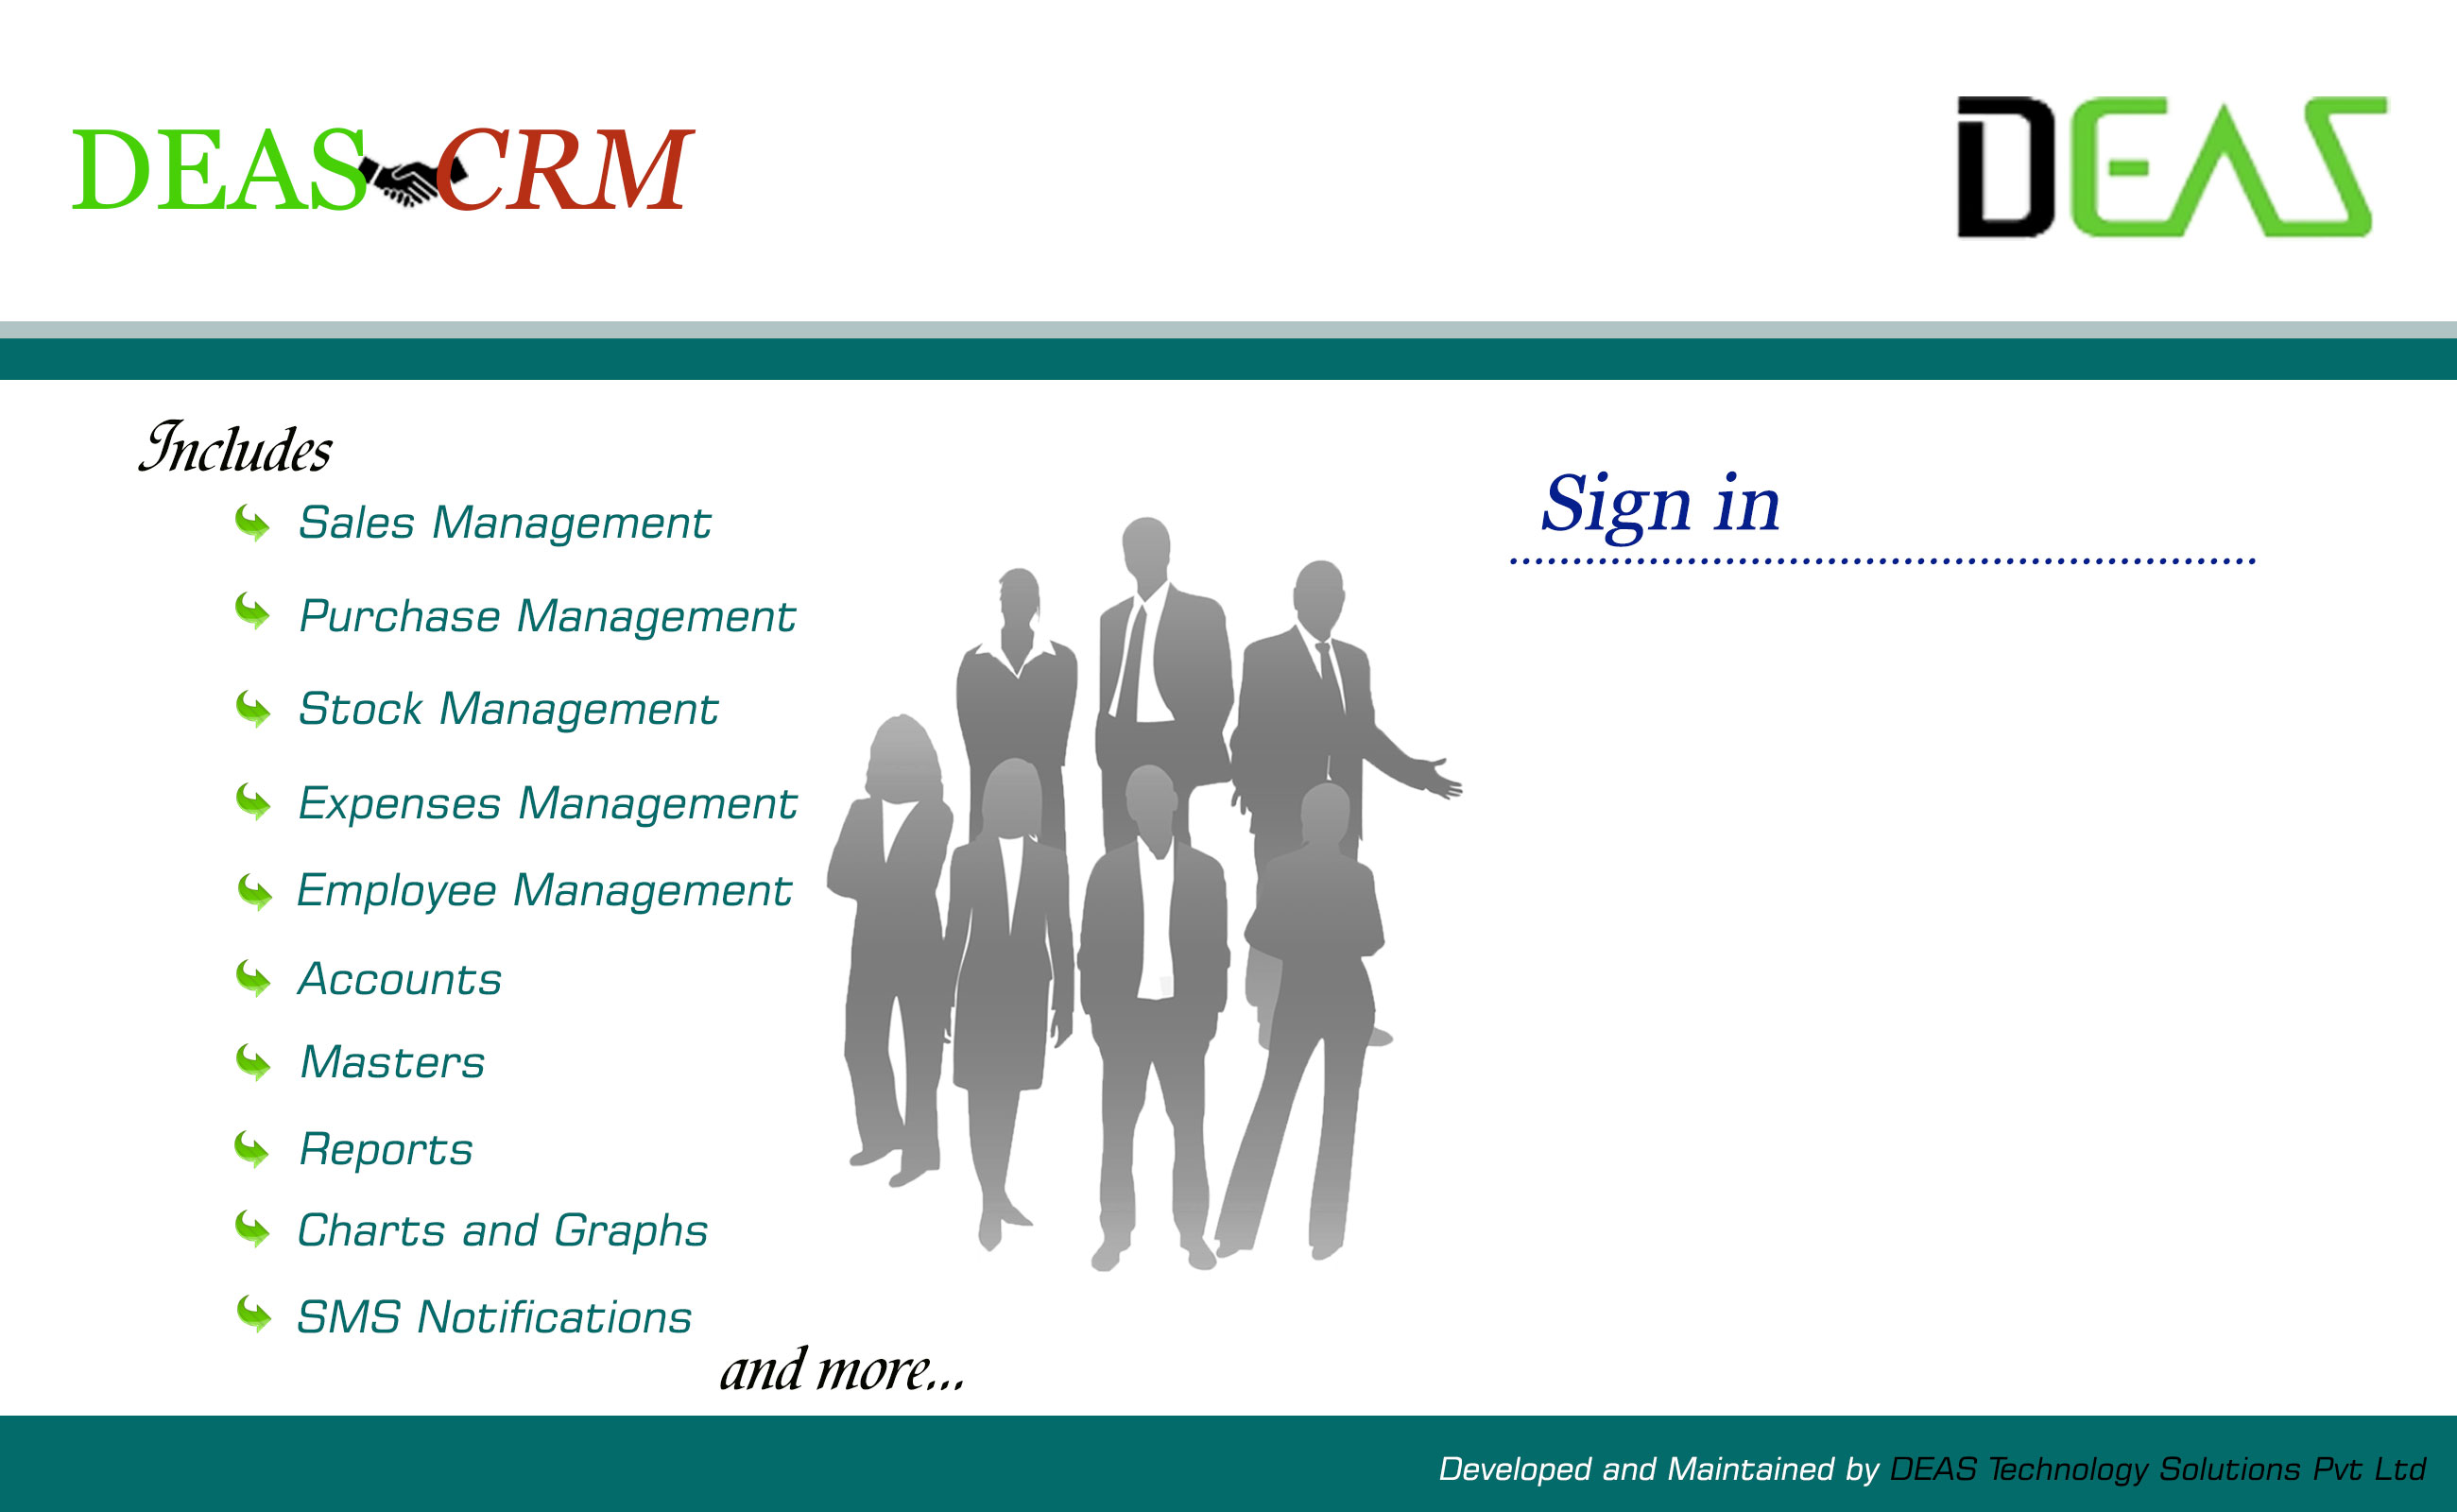 DEAS CRM
DEAS
Includes
Sales Management
Purchase Management
Stock Management
Expenses Management
Employee Management
Accounts
Masters
Reports
Charts and Graphs
SMS Notifications
and more...
Sign in
Developed and Maintained by DEAS Technology Solutions Pvt Ltd